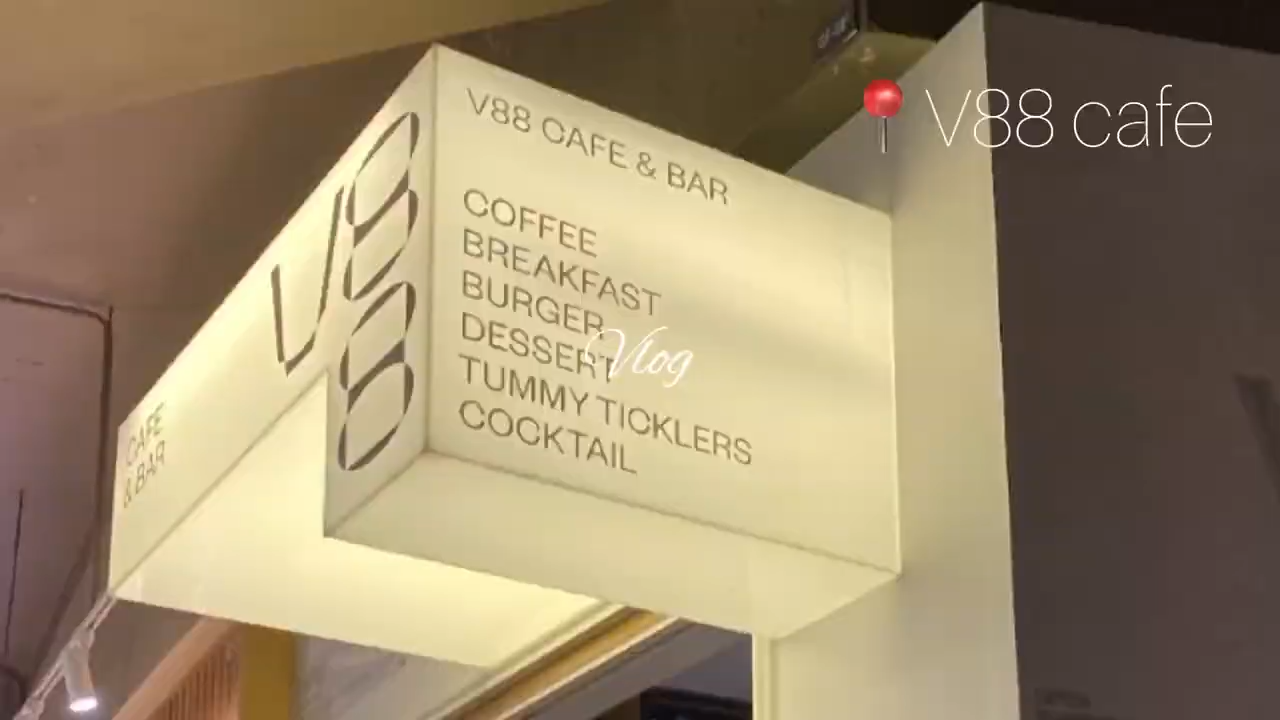 V88 cafe
V88 CAFE & BAR
COFFEE
BREAKFAST
BURGER
DESSERT
TUMMY TICKLERS
COCKTAIL
Vlog
V88
CAFE
& BAR